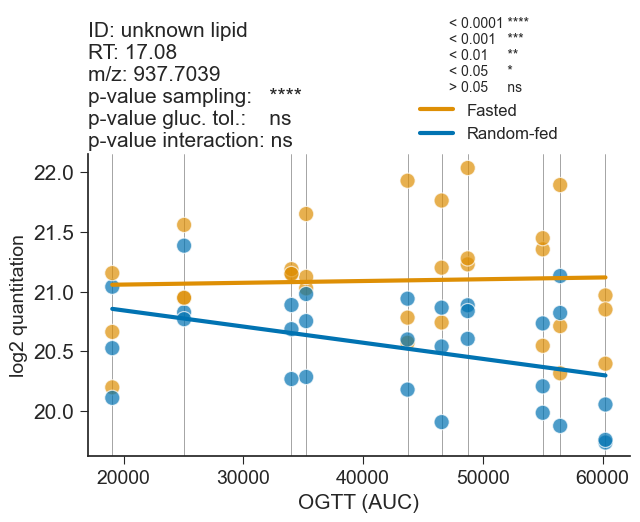 ID: unknown lipid
RT: 17.08
m/z: 937.7039
p-value sampling: ****
p-value gluc. tol.: ns
p-value interaction: ns
< 0.0001 ****
< 0.001 ***
< 0.01 **
< 0.05 *
> 0.05 ns
Fasted
Random-fed
22.0
21.5
21.0
20.5
20.0
log2 quantitation
20000 30000 40000 50000 60000
OGTT (AUC)